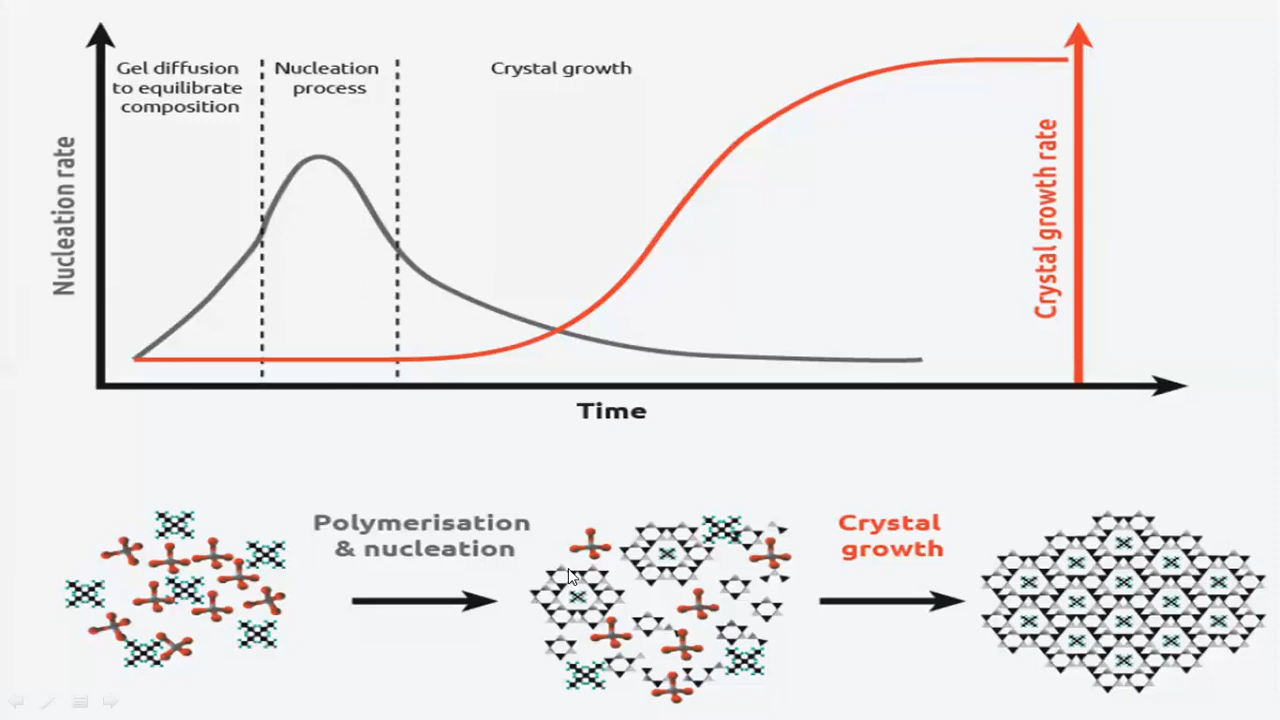 Gel diffusion
to equilibrate
composition
Nucleation
process
Crystal growth
Nucleation rate
Crystal growth rate
Time
Polymerisation
& nucleation
Crystal
growth